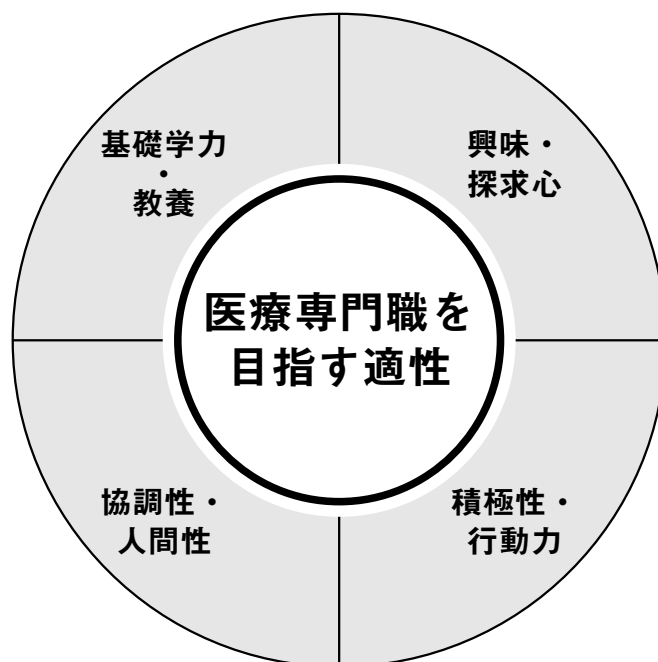 基礎学力
・
教養
興味・
探求心
医療専門職を
目指す適性
協調性・
人間性
積極性・
行動力